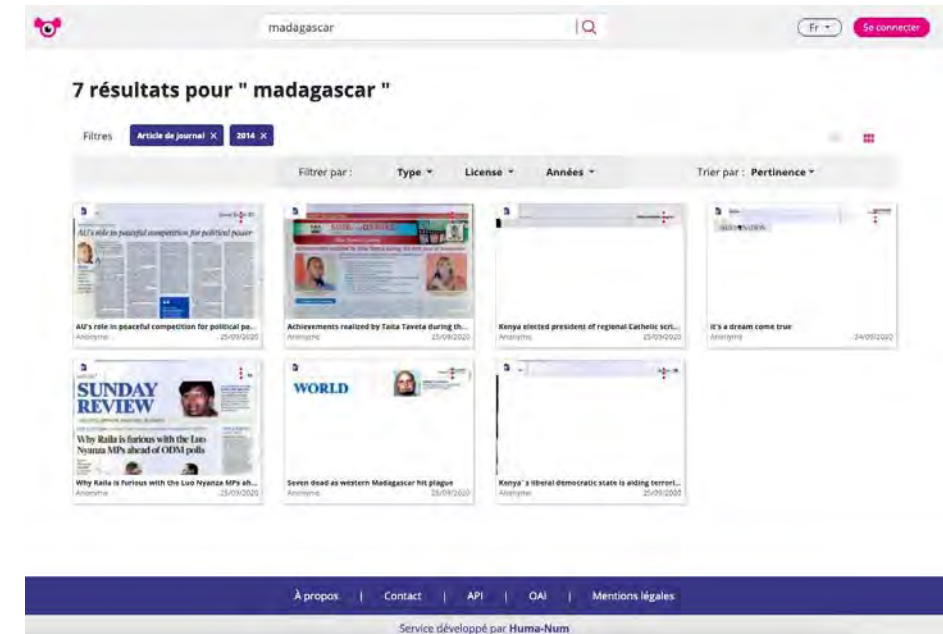 madagascar
Fr
Se connecter
7 résultats pour " madagascar "
Filtres
Article de journal X
2014 X
Filtrer par :
Type
License
Années
Trier par : Pertinence
AU's role in peaceful competition for political power
AU's role in peaceful competition for political po...
Anonyme
25/09/2020
Achievements realized by Taita Taveta during th...
Anonyme
25/09/2020
Kenya elected president of regional Catholic scri...
Anonyme
25/09/2020
It's a dream come true
Anonyme
24/09/2020
SUNDAY
REVIEW
Why Raila is furious with the Luo
Nyanza MPs ahead of ODM polls
Why Raila is furious with the Luo Nyanza MPs ah...
Anonyme
25/09/2020
WORLD
Seven dead as western Madagascar hit plague
Anonyme
25/09/2020
Kenya`s liberal democratic state is aiding terrori...
Anonyme
25/09/2020
À propos | Contact | API | OAI | Mentions légales
Service développé par Huma-Num